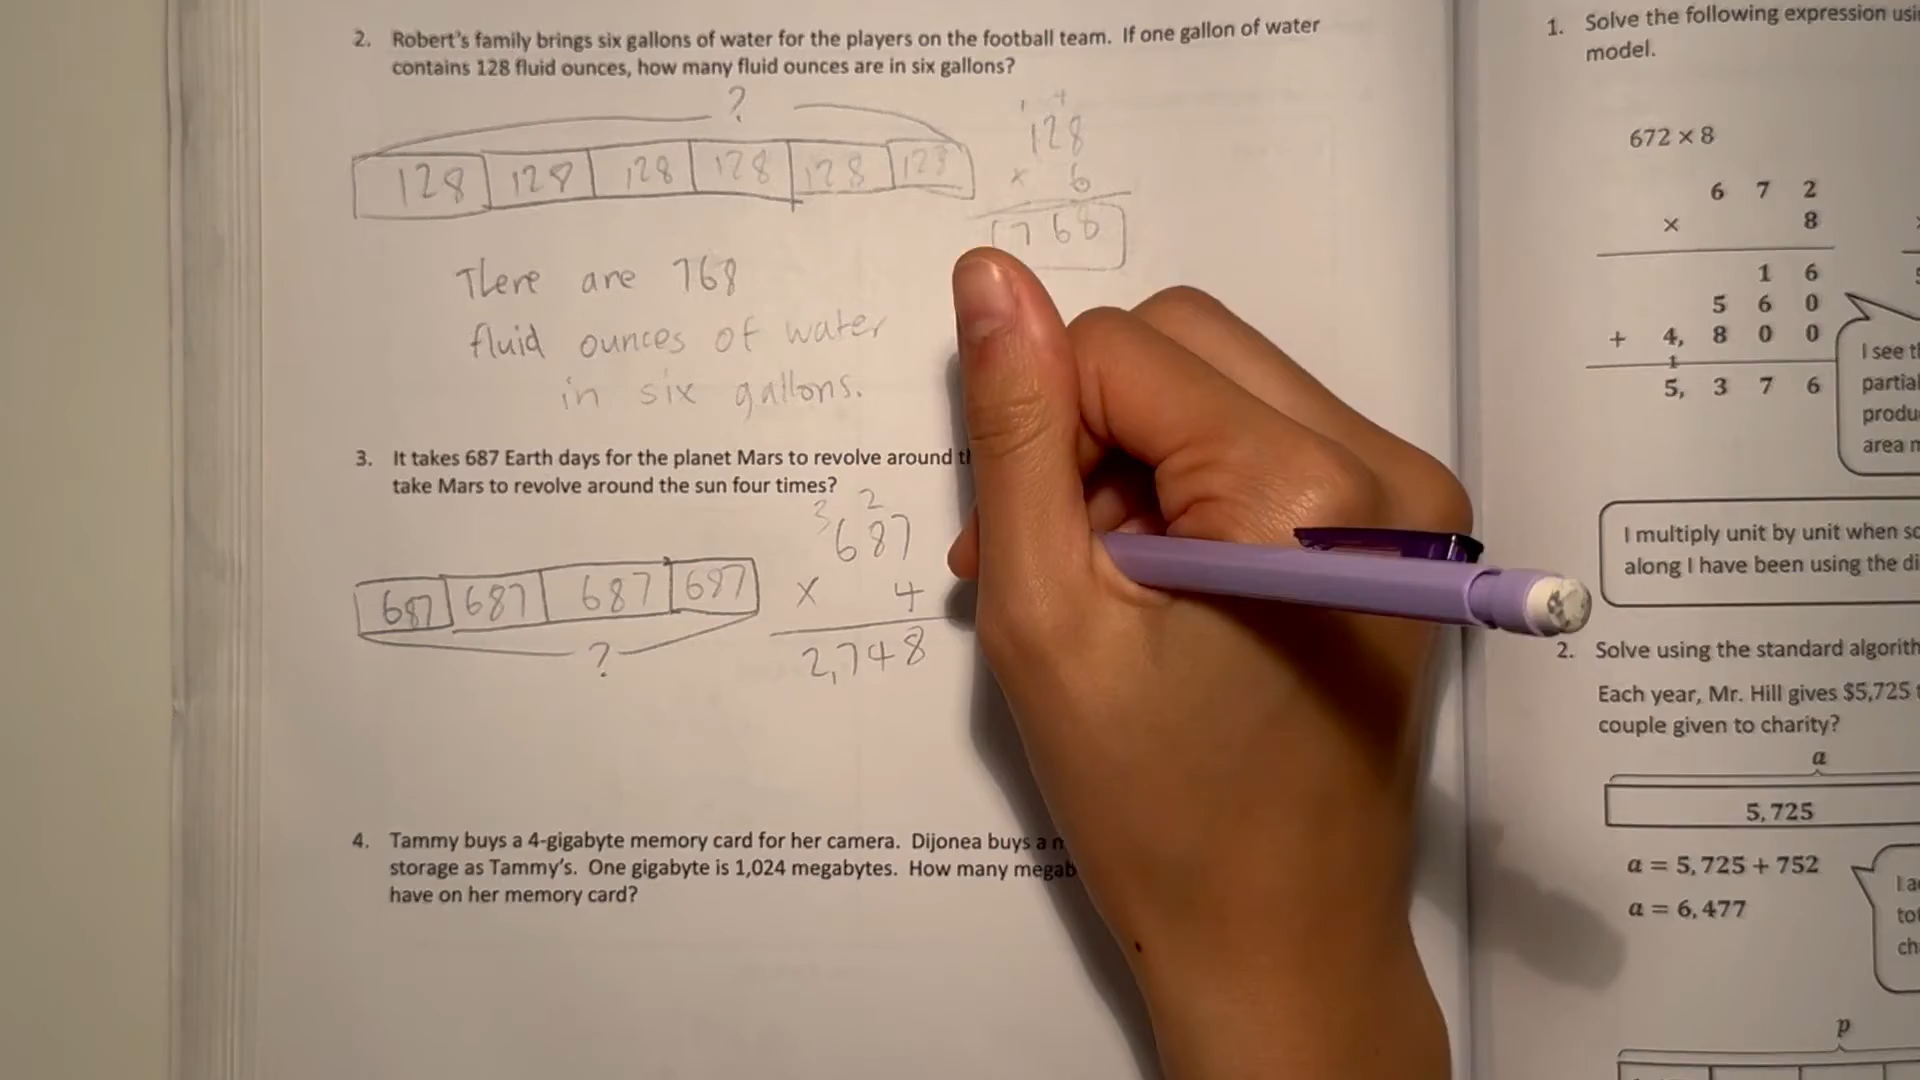 2. Robert's family brings six gallons of water for the players on the football team. If one gallon of water
contains 128 fluid ounces, how many fluid ounces are in six gallons?
?
128 128 128 128 128 128
1 4
128
× 6
768
There are 768
fluid ounces of water
in six gallons.
3. It takes 687 Earth days for the planet Mars to revolve around
take Mars to revolve around the sun four times?
3 2
687
× 4
2,748
687 687 687 687
?
4. Tammy buys a 4-gigabyte memory card for her camera. Dijonea buys a
storage as Tammy's. One gigabyte is 1,024 megabytes. How many
have on her memory card?
1. Solve the following expression
model.
672 × 8
6 7 2
× 8
1 6
5 6 0
+ 4, 8 0 0
1
5, 3 7 6
I see
area
I multiply unit by unit when
along I have been using the
2. Solve using the standard
Each year, Mr. Hill gives $5,725
couple given to charity?
a
5,725
a = 5,725 + 752
a = 6,477
p